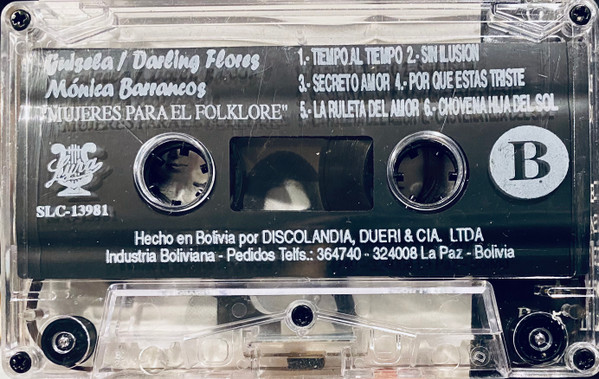 Guisela / Darling Flores
Mónica Barrancos
"MUJERES PARA EL FOLKLORE"
1.- TIEMPO AL TIEMPO 2.- SIN ILUSION
3.- SECRETO AMOR 4.- POR QUE ESTAS TRISTE
5.- LA RULETA DEL AMOR 6.- CHOVENA HIJA DEL SOL
Lyra
SLC-13981
B
Hecho en Bolivia por DISCOLANDIA, DUERI & CIA. LTDA
Industria Boliviana - Pedidos Telfs.: 364740 - 324008 La Paz - Bolivia